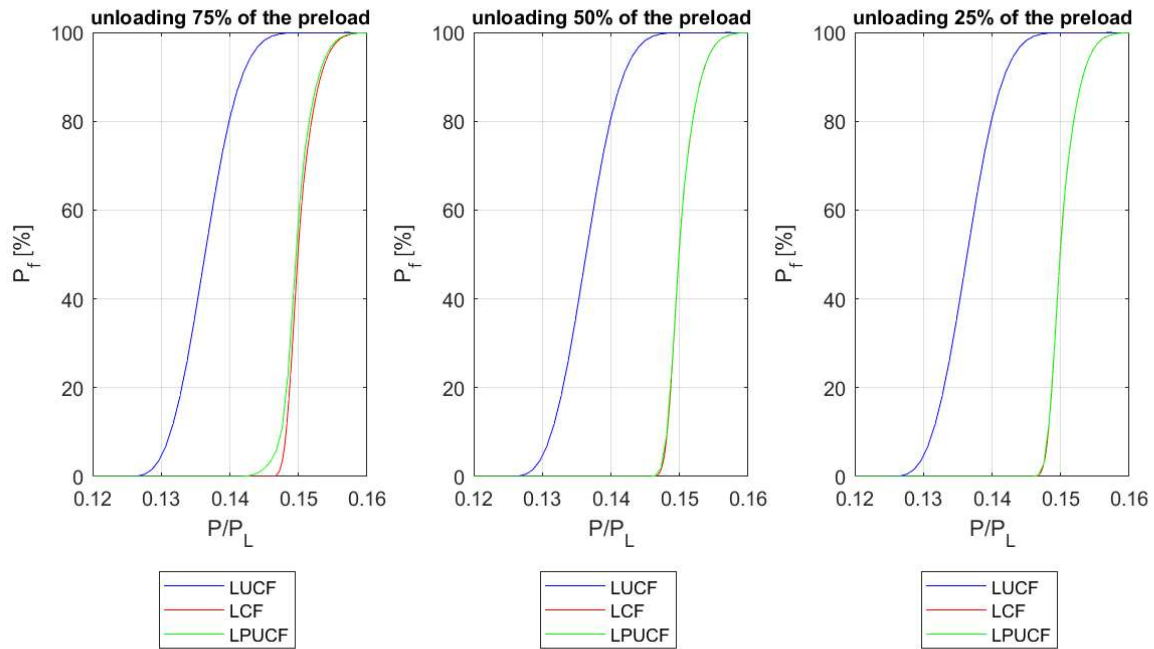 unloading 75% of the preload
100
80
60
40
20
0
P_f [%]
0.12 0.13 0.14 0.15 0.16
P/P_L
LUCF
LCF
LPUCF
unloading 50% of the preload
100
80
60
40
20
0
P_f [%]
0.12 0.13 0.14 0.15 0.16
P/P_L
LUCF
LCF
LPUCF
unloading 25% of the preload
100
80
60
40
20
0
P_f [%]
0.12 0.13 0.14 0.15 0.16
P/P_L
LUCF
LCF
LPUCF